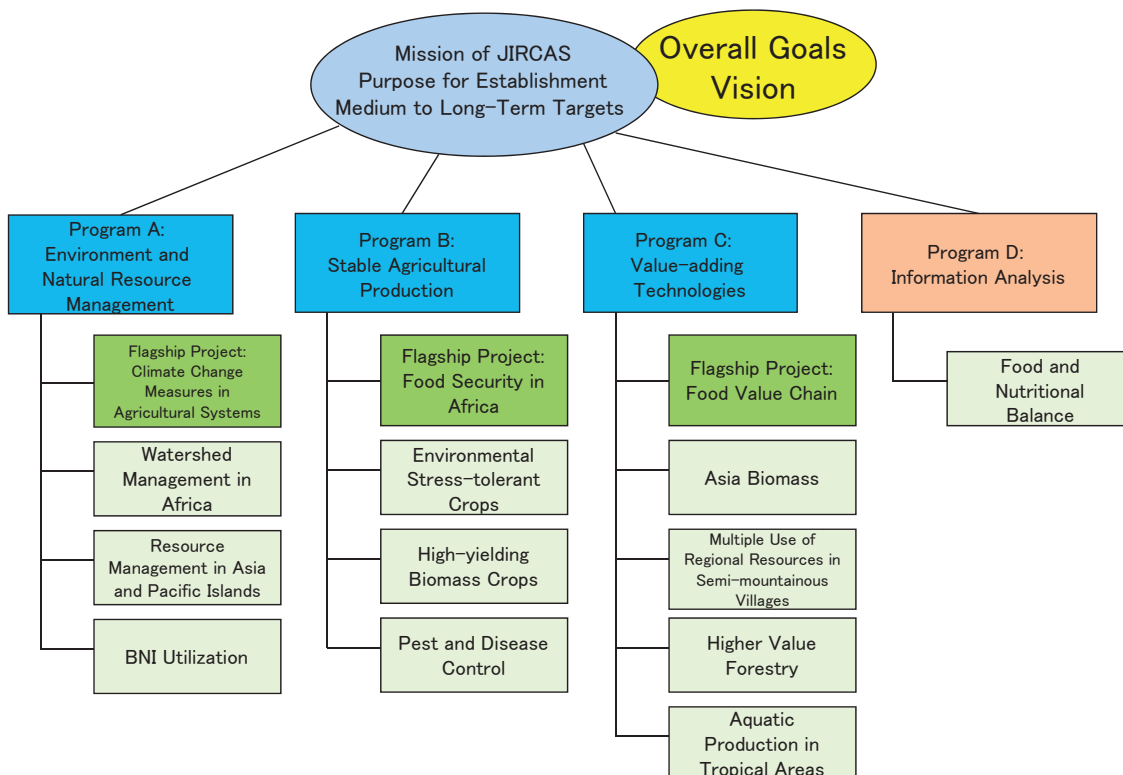 Mission of JIRCAS
Purpose for Establishment
Medium to Long-Term Targets
Overall Goals
Vision
Program A:
Environment and
Natural Resource
Management
Flagship Project:
Climate Change
Measures in
Agricultural Systems
Watershed
Management in
Africa
Resource
Management in Asia
and Pacific Islands
BNI Utilization
Program B:
Stable Agricultural
Production
Flagship Project:
Food Security in
Africa
Environmental
Stress-tolerant
Crops
High-yielding
Biomass Crops
Pest and Disease
Control
Program C:
Value-adding
Technologies
Flagship Project:
Food Value Chain
Asia Biomass
Multiple Use of
Regional Resources in
Semi-mountainous
Villages
Higher Value
Forestry
Aquatic
Production in
Tropical Areas
Program D:
Information Analysis
Food and
Nutritional
Balance